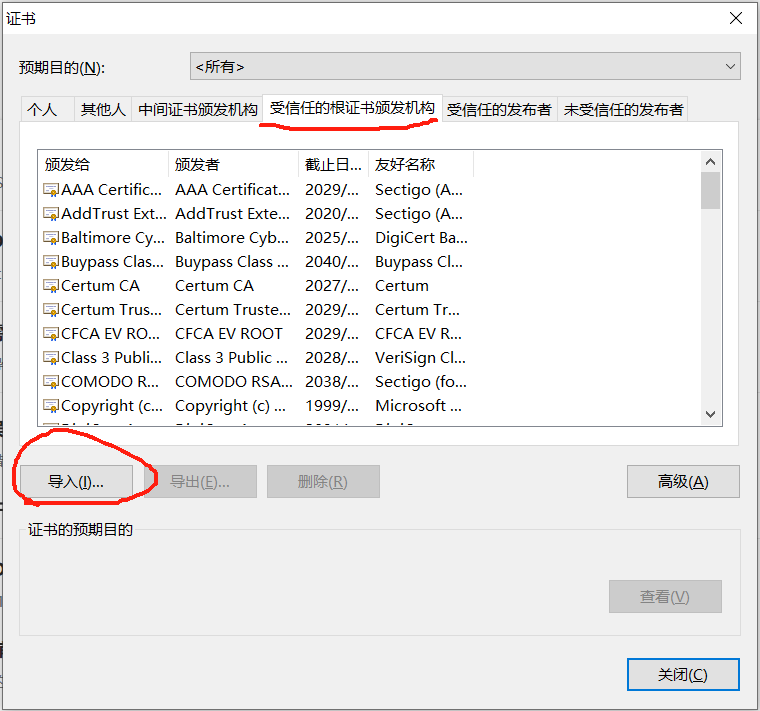 证书
预期目的(N):
<所有>
个人 其他人 中间证书颁发机构 受信任的根证书颁发机构 受信任的发布者 未受信任的发布者
颁发给 颁发者 截止日... 友好名称
AAA Certific... AAA Certificat... 2029/... Sectigo (A...
AddTrust Ext... AddTrust Exte... 2020/... Sectigo (A...
Baltimore Cy... Baltimore Cyb... 2025/... DigiCert Ba...
Buypass Clas... Buypass Class ... 2040/... Buypass Cl...
Certum CA Certum CA 2027/... Certum
Certum Trus... Certum Truste... 2029/... Certum Tr...
CFCA EV RO... CFCA EV ROOT 2029/... CFCA EV R...
Class 3 Publi... Class 3 Public ... 2028/... VeriSign Cl...
COMODO R... COMODO RSA... 2038/... Sectigo (fo...
Copyright (c... Copyright (c) ... 1999/... Microsoft ...
导入(I)... 导出(E)... 删除(R) 高级(A)
证书的预期目的
查看(V)
关闭(C)